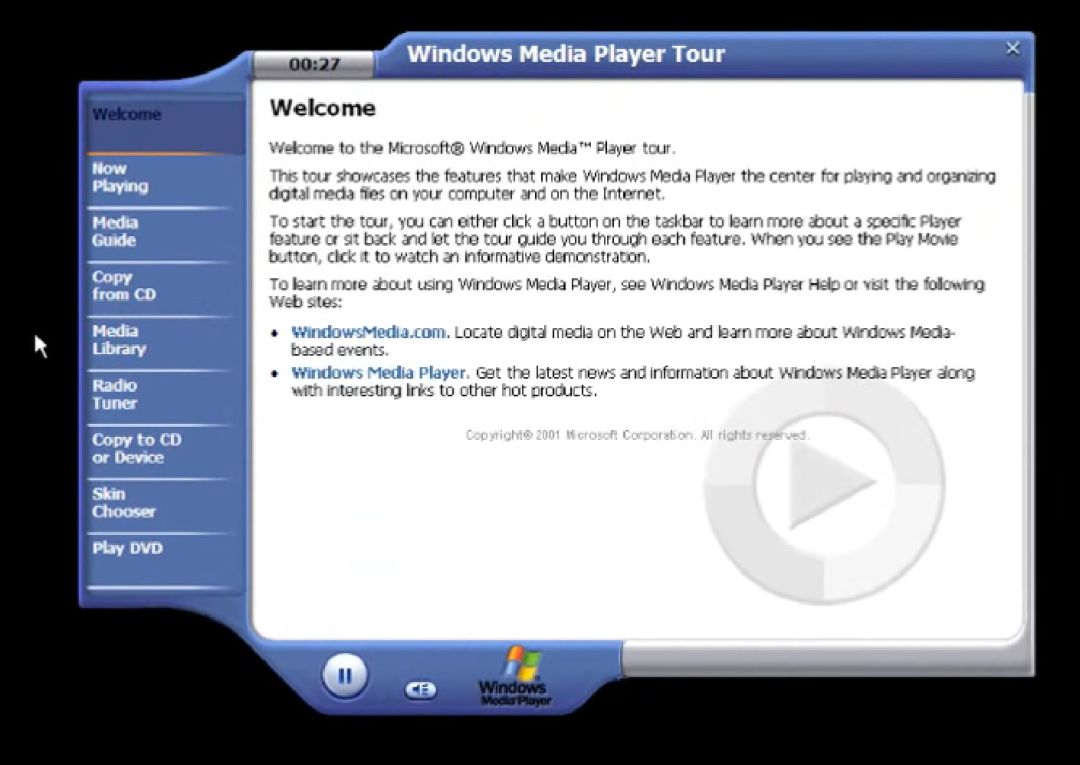 00:27
Windows Media Player Tour
Welcome
Now
Playing
Media
Guide
Copy
from CD
Media
Library
Radio
Tuner
Copy to CD
or Device
Skin
Chooser
Play DVD
Welcome
Welcome to the Microsoft® Windows Media™ Player tour.
This tour showcases the features that make Windows Media Player the center for playing and organizing
digital media files on your computer and on the Internet.
To start the tour, you can either click a button on the taskbar to learn more about a specific Player
feature or sit back and let the tour guide you through each feature. When you see the Play Movie
button, click it to watch an informative demonstration.
To learn more about using Windows Media Player, see Windows Media Player Help or visit the following
Web sites:
• WindowsMedia.com. Locate digital media on the Web and learn more about Windows Media-
based events.
• Windows Media Player. Get the latest news and information about Windows Media Player along
with interesting links to other hot products.
Copyright© 2001 Microsoft Corporation. All rights reserved.
Windows
Media Player